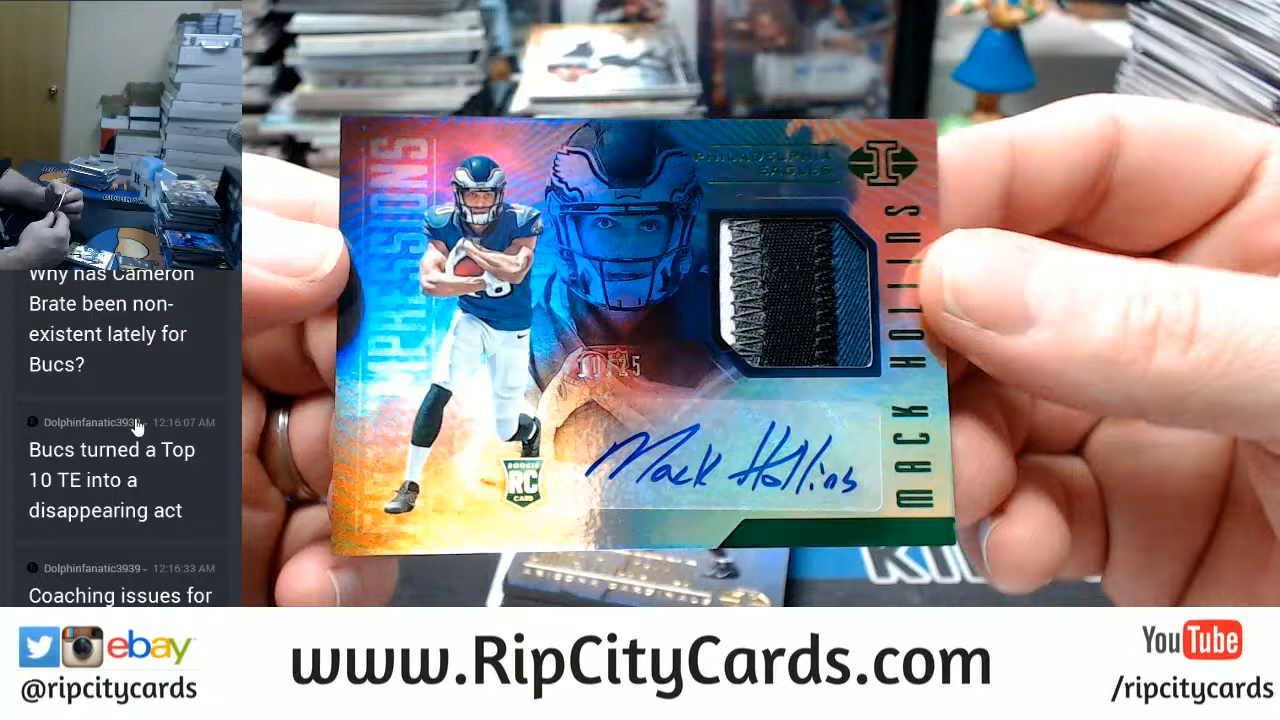 Why has Cameron
Brate been non-
existent lately for
Bucs?
Dolphinfanatic3939 - 12:16:07 AM
Bucs turned a Top
10 TE into a
disappearing act
Dolphinfanatic3939 - 12:16:33 AM
Coaching issues for
IMPRESSIONS
PHILADELPHIA
EAGLES
I
MACK HOLLINS
10/25
ROOKIE
RC
CARD
Mack Hollins
ebay
@ripcitycards
www.RipCityCards.com
YouTube
/ripcitycards